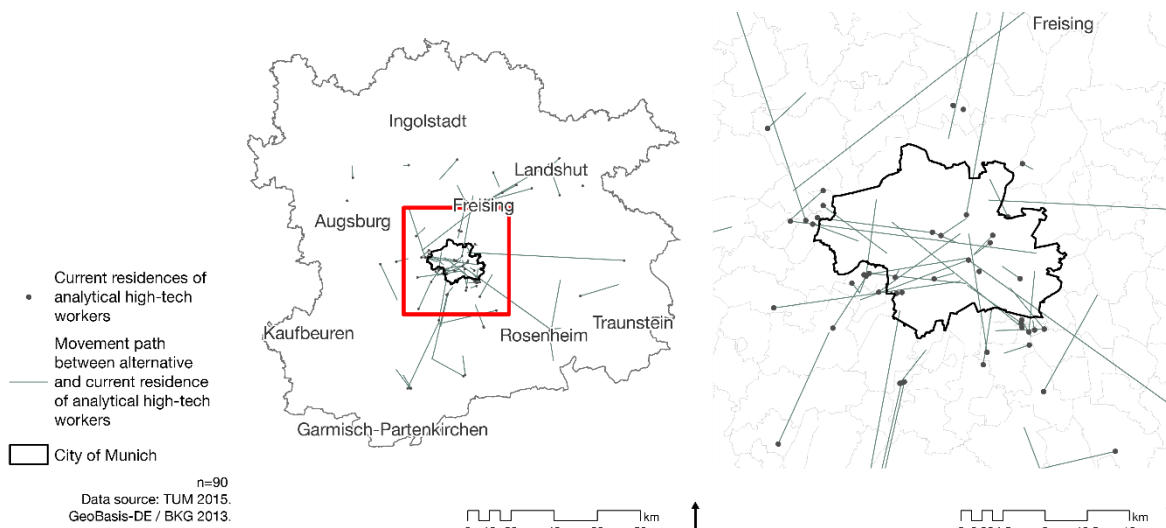 Ingolstadt
Landshut
Freising
Augsburg
Kaufbeuren
Rosenheim
Traunstein
Garmisch-Partenkirchen
Freising
Current residences of
analytical high-tech
workers
Movement path
between alternative
and current residence
of analytical high-tech
workers
City of Munich
n=90
Data source: TUM 2015.
GeoBasis-DE / BKG 2013.
km
km